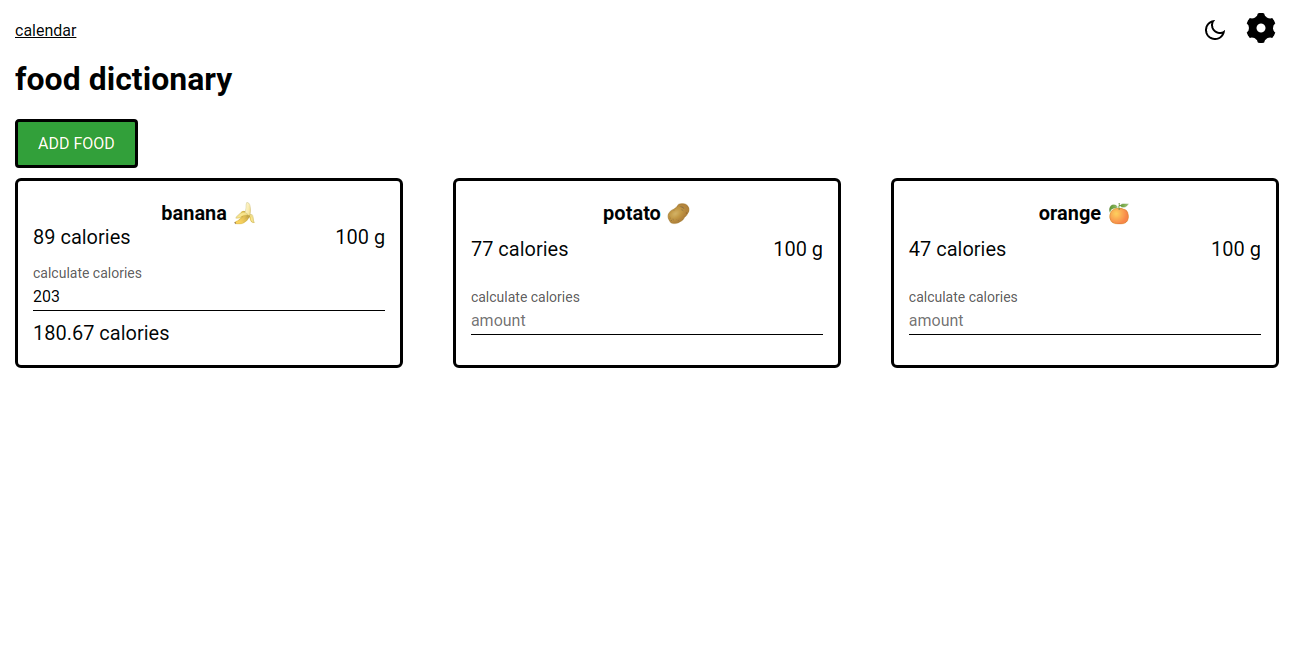 calendar
food dictionary
ADD FOOD
banana 🍌
89 calories 100 g
calculate calories
203
180.67 calories
potato 🥔
77 calories 100 g
calculate calories
amount
orange 🍊
47 calories 100 g
calculate calories
amount